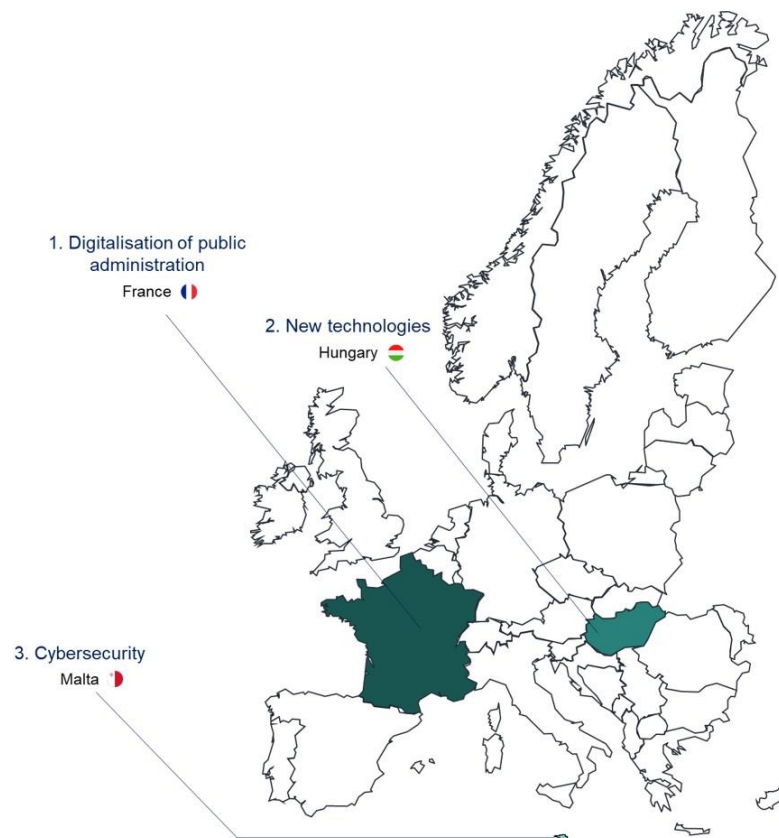 1. Digitalisation of public
administration
France
2. New technologies
Hungary
3. Cybersecurity
Malta